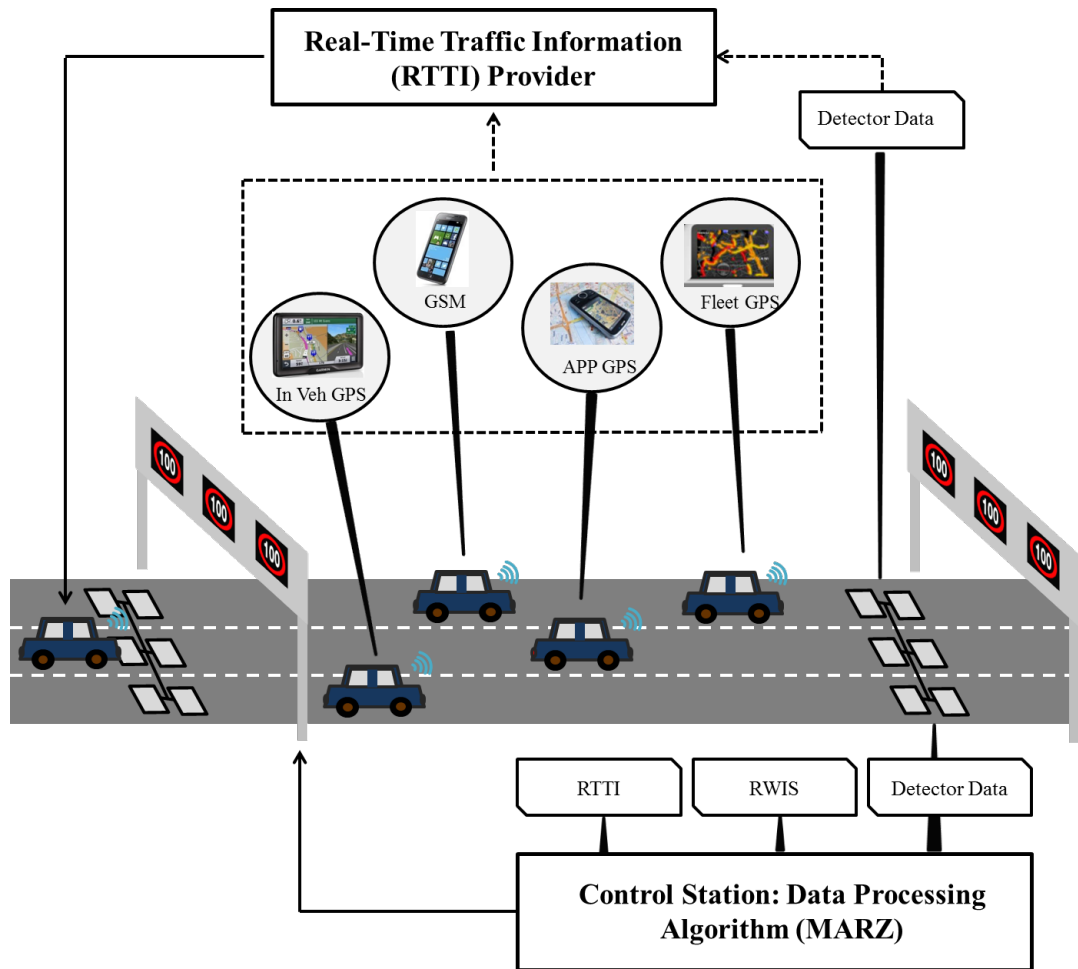 Real-Time Traffic Information
(RTTI) Provider
Detector Data
GSM
Fleet GPS
APP GPS
In Veh GPS
100
100
100
100
100
100
RTTI
RWIS
Detector Data
Control Station: Data Processing
Algorithm (MARZ)